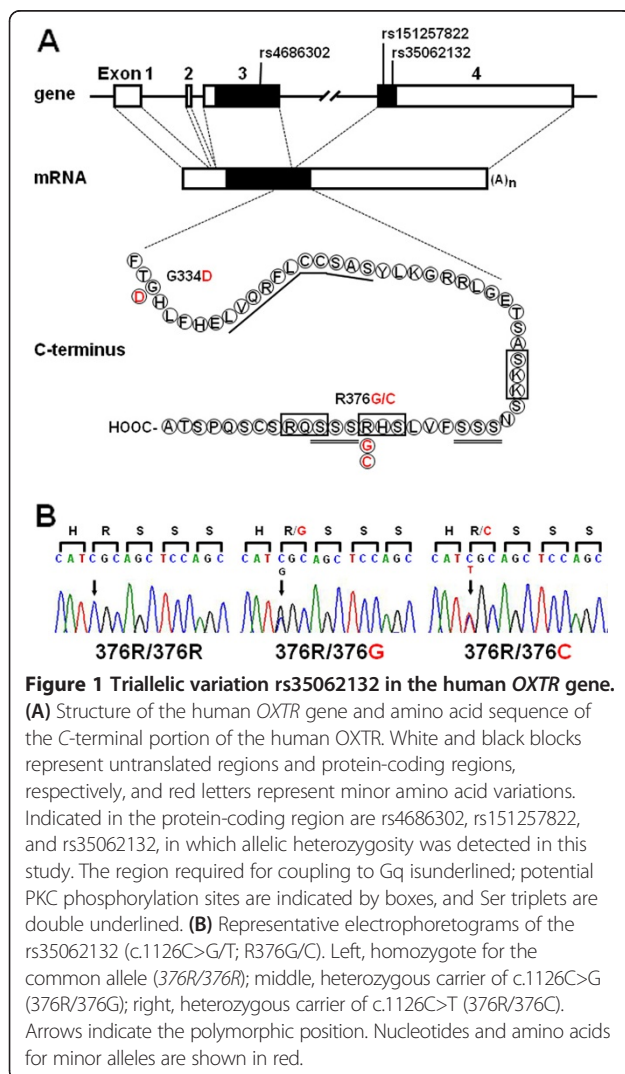 A
rs151257822
rs4686302
rs35062132
Exon 1 2 3 4
gene
mRNA
(A)n
F T G H L F H E L V Q R F L C C S A S Y L K G R R L G E T S A S K K S N
D
G334D
C-terminus
R376G/C
HOOC- A T S P Q S C S R Q S S S R H S L V F S S S
G
C
B
H R S S S
H R/G S S S
H R/C S S S
C A T C G C A G C T C C A G C
C A T C G C A G C T C C A G C
C A T C G C A G C T C C A G C
G
T
376R/376R
376R/376G
376R/376C
Figure 1 Triallelic variation rs35062132 in the human OXTR gene.
(A) Structure of the human OXTR gene and amino acid sequence of
the C-terminal portion of the human OXTR. White and black blocks
represent untranslated regions and protein-coding regions,
respectively, and red letters represent minor amino acid variations.
Indicated in the protein-coding region are rs4686302, rs151257822,
and rs35062132, in which allelic heterozygosity was detected in this
study. The region required for coupling to Gq isunderlined; potential
PKC phosphorylation sites are indicated by boxes, and Ser triplets are
double underlined. (B) Representative electrophoretograms of the
rs35062132 (c.1126C>G/T; R376G/C). Left, homozygote for the
common allele (376R/376R); middle, heterozygous carrier of c.1126C>G
(376R/376G); right, heterozygous carrier of c.1126C>T (376R/376C).
Arrows indicate the polymorphic position. Nucleotides and amino acids
for minor alleles are shown in red.